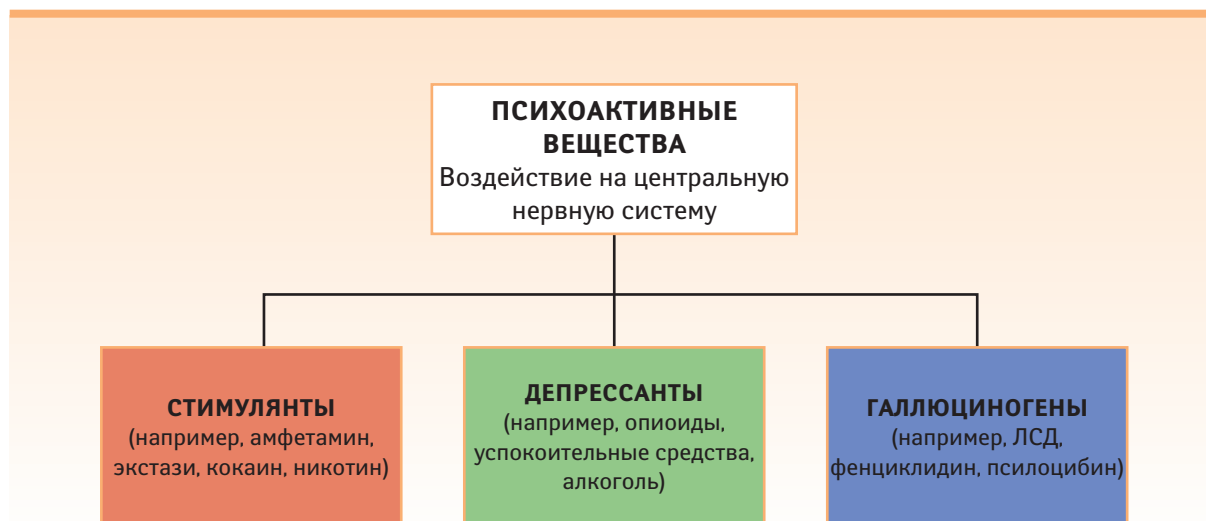 ПСИХОАКТИВНЫЕ
ВЕЩЕСТВА
Воздействие на центральную
нервную систему
СТИМУЛЯНТЫ
(например, амфетамин,
экстази, кокаин, никотин)
ДЕПРЕССАНТЫ
(например, опиоиды,
успокоительные средства,
алкоголь)
ГАЛЛЮЦИНОГЕНЫ
(например, ЛСД,
фенциклидин, псилоцибин)